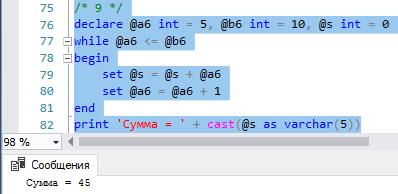 75 /* 9 */
76 declare @a6 int = 5, @b6 int = 10, @s int = 0
77 while @a6 <= @b6
78 begin
79 set @s = @s + @a6
80 set @a6 = @a6 + 1
81 end
82 print 'Сумма = ' + cast(@s as varchar(5))
98 %
Сообщения
Сумма = 45